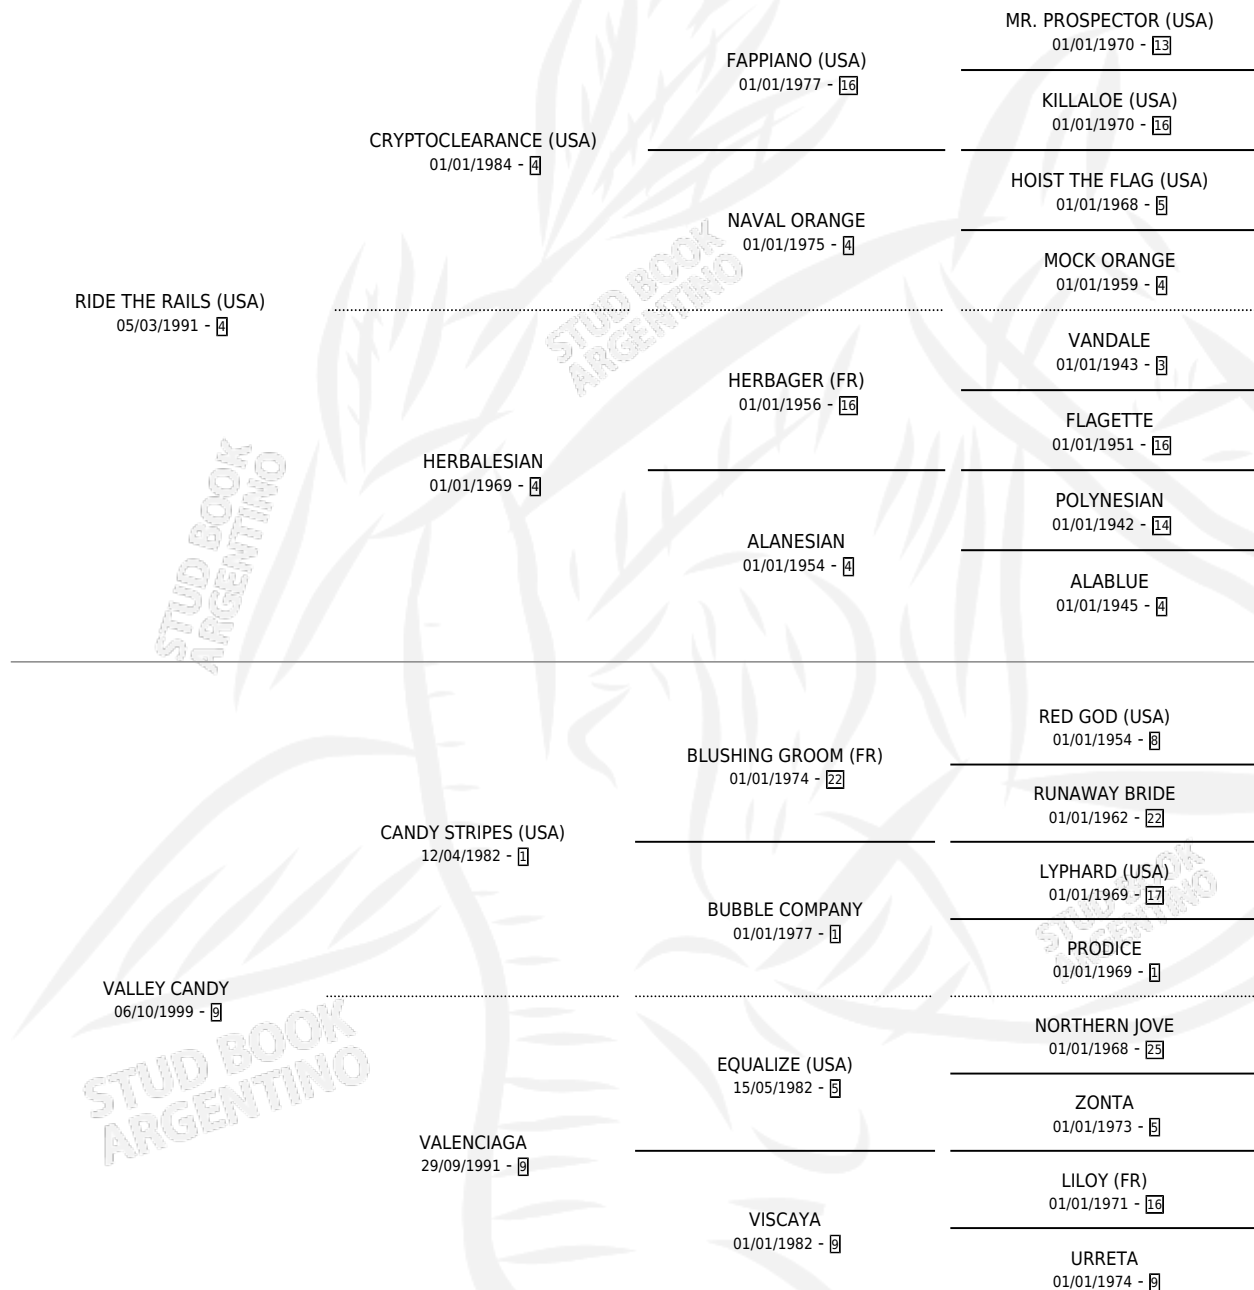 MR. PROSPECTOR (USA)
01/01/1970 - 13
FAPPIANO (USA)
01/01/1977 - 16
KILLALOE (USA)
01/01/1970 - 16
CRYPTOCLEARANCE (USA)
01/01/1984 - 4
HOIST THE FLAG (USA)
01/01/1968 - 5
NAVAL ORANGE
01/01/1975 - 4
MOCK ORANGE
01/01/1959 - 4
RIDE THE RAILS (USA)
05/03/1991 - 4
VANDALE
01/01/1943 - 3
HERBAGER (FR)
01/01/1956 - 16
FLAGETTE
01/01/1951 - 16
HERBALESIAN
01/01/1969 - 4
POLYNESIAN
01/01/1942 - 14
ALANESIAN
01/01/1954 - 4
ALABLUE
01/01/1945 - 4
RED GOD (USA)
01/01/1954 - 8
BLUSHING GROOM (FR)
01/01/1974 - 22
RUNAWAY BRIDE
01/01/1962 - 22
CANDY STRIPES (USA)
12/04/1982 - 1
LYPHARD (USA)
01/01/1969 - 17
BUBBLE COMPANY
01/01/1977 - 1
PRODICE
01/01/1969 - 1
VALLEY CANDY
06/10/1999 - 9
NORTHERN JOVE
01/01/1968 - 25
EQUALIZE (USA)
15/05/1982 - 5
ZONTA
01/01/1973 - 5
VALENCIAGA
29/09/1991 - 9
LILOY (FR)
01/01/1971 - 16
VISCAYA
01/01/1982 - 9
URRETA
01/01/1974 - 9
STUD BOOK
ARGENTINO
STUD BOOK
ARGENTINO
STUD BOOK
ARGENTINO
STUD BOOK
ARGENTINO